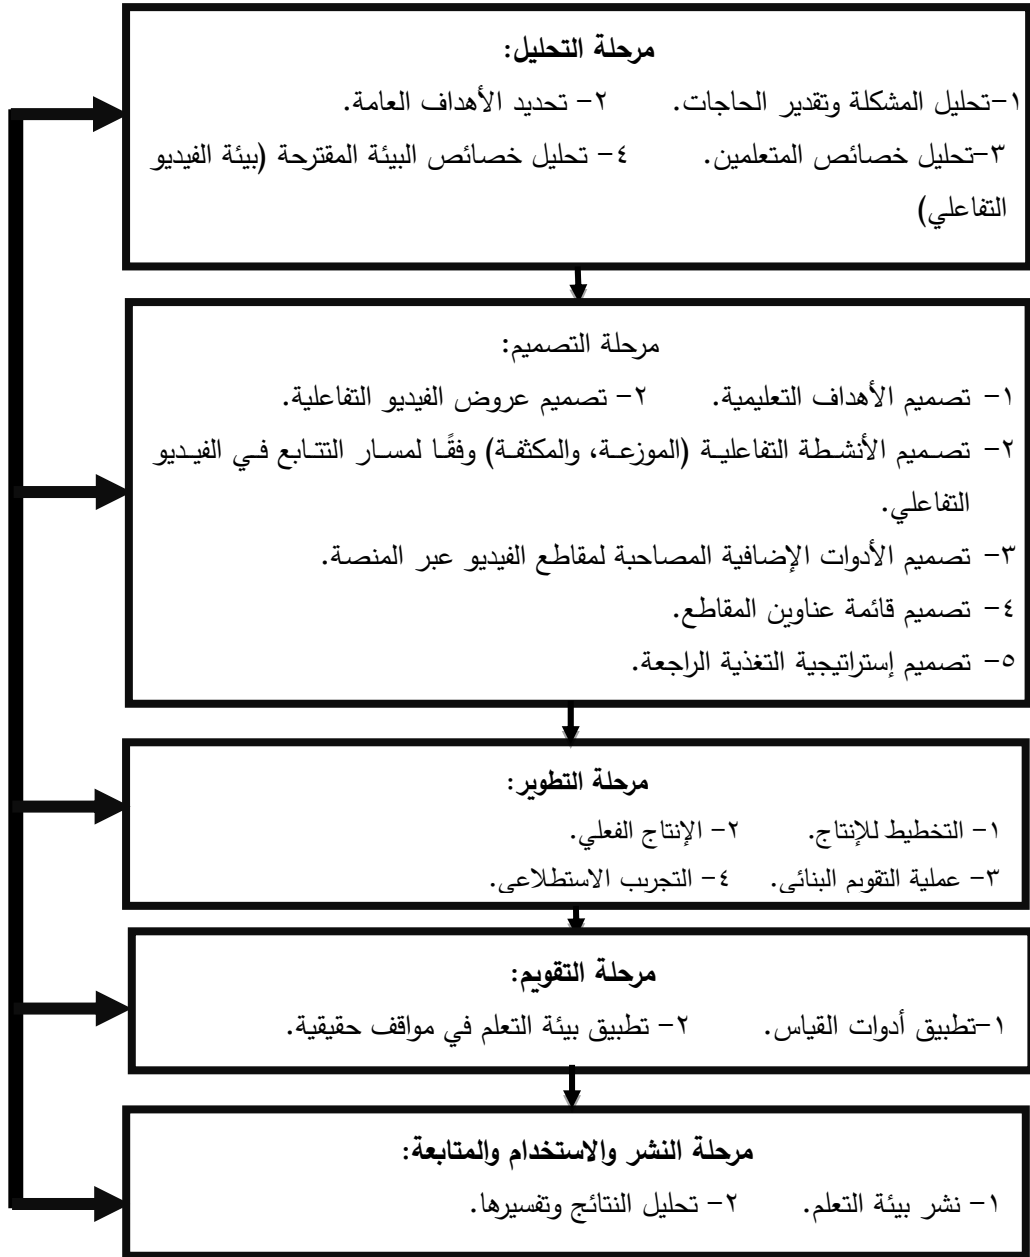 مرحلة التحليل:
١-تحليل المشكلة وتقدير الحاجات. ٢- تحديد الأهداف العامة.
٣-تحليل خصائص المتعلمين. ٤- تحليل خصائص البيئة المقترحة (بيئة الفيديو
التفاعلي)
مرحلة التصميم:
١- تصميم الأهداف التعليمية. ٢- تصميم عروض الفيديو التفاعلية.
٢- تصميم الأنشطة التفاعلية (الموزعة، والمكثفة) وفقًا لمسار التتابع في الفيديو
التفاعلي.
٣- تصميم الأدوات الإضافية المصاحبة لمقاطع الفيديو عبر المنصة.
٤- تصميم قائمة عناوين المقاطع.
٥- تصميم إستراتيجية التغذية الراجعة.
مرحلة التطوير:
١- التخطيط للإنتاج. ٢- الإنتاج الفعلي.
٣- عملية التقويم البنائي. ٤- التجريب الاستطلاعي.
مرحلة التقويم:
١-تطبيق أدوات القياس. ٢- تطبيق بيئة التعلم في مواقف حقيقية.
مرحلة النشر والاستخدام والمتابعة:
١- نشر بيئة التعلم. ٢- تحليل النتائج وتفسيرها.